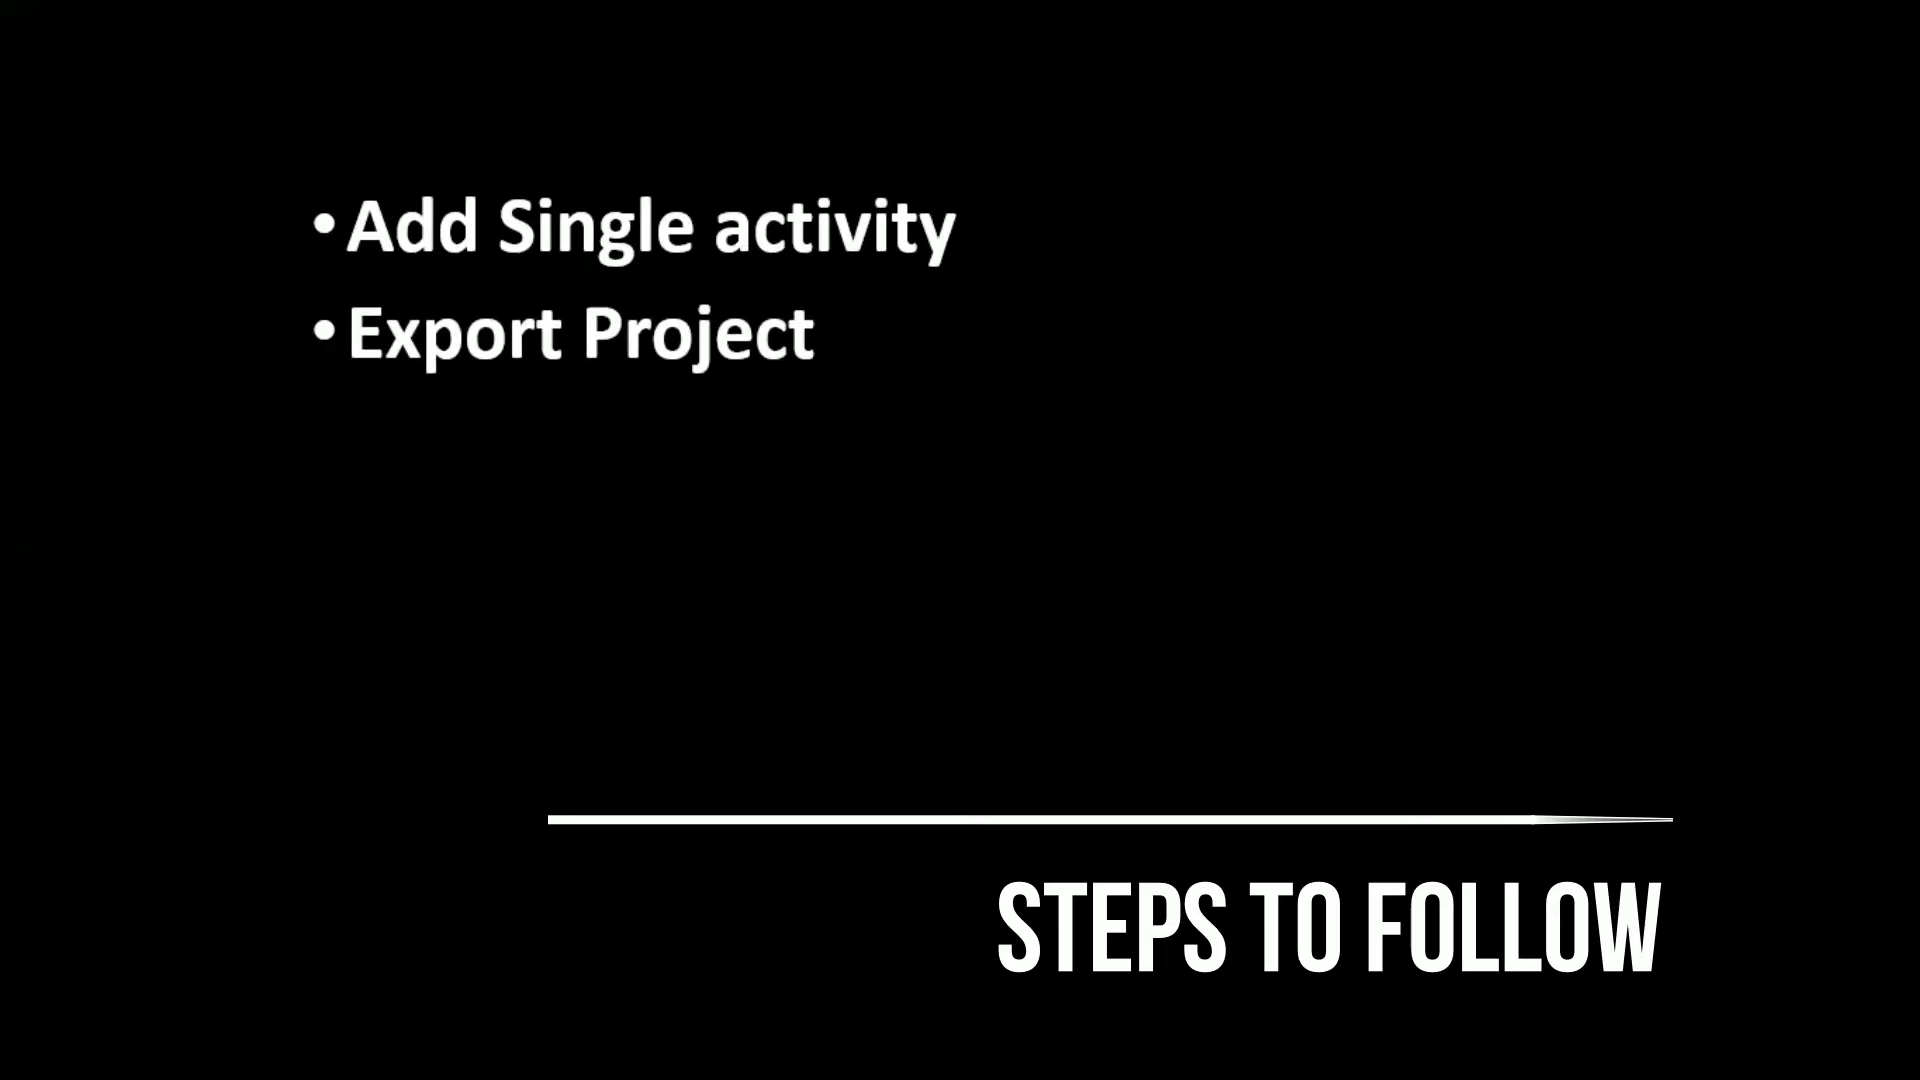 • Add Single activity
• Export Project
STEPS TO FOLLOW